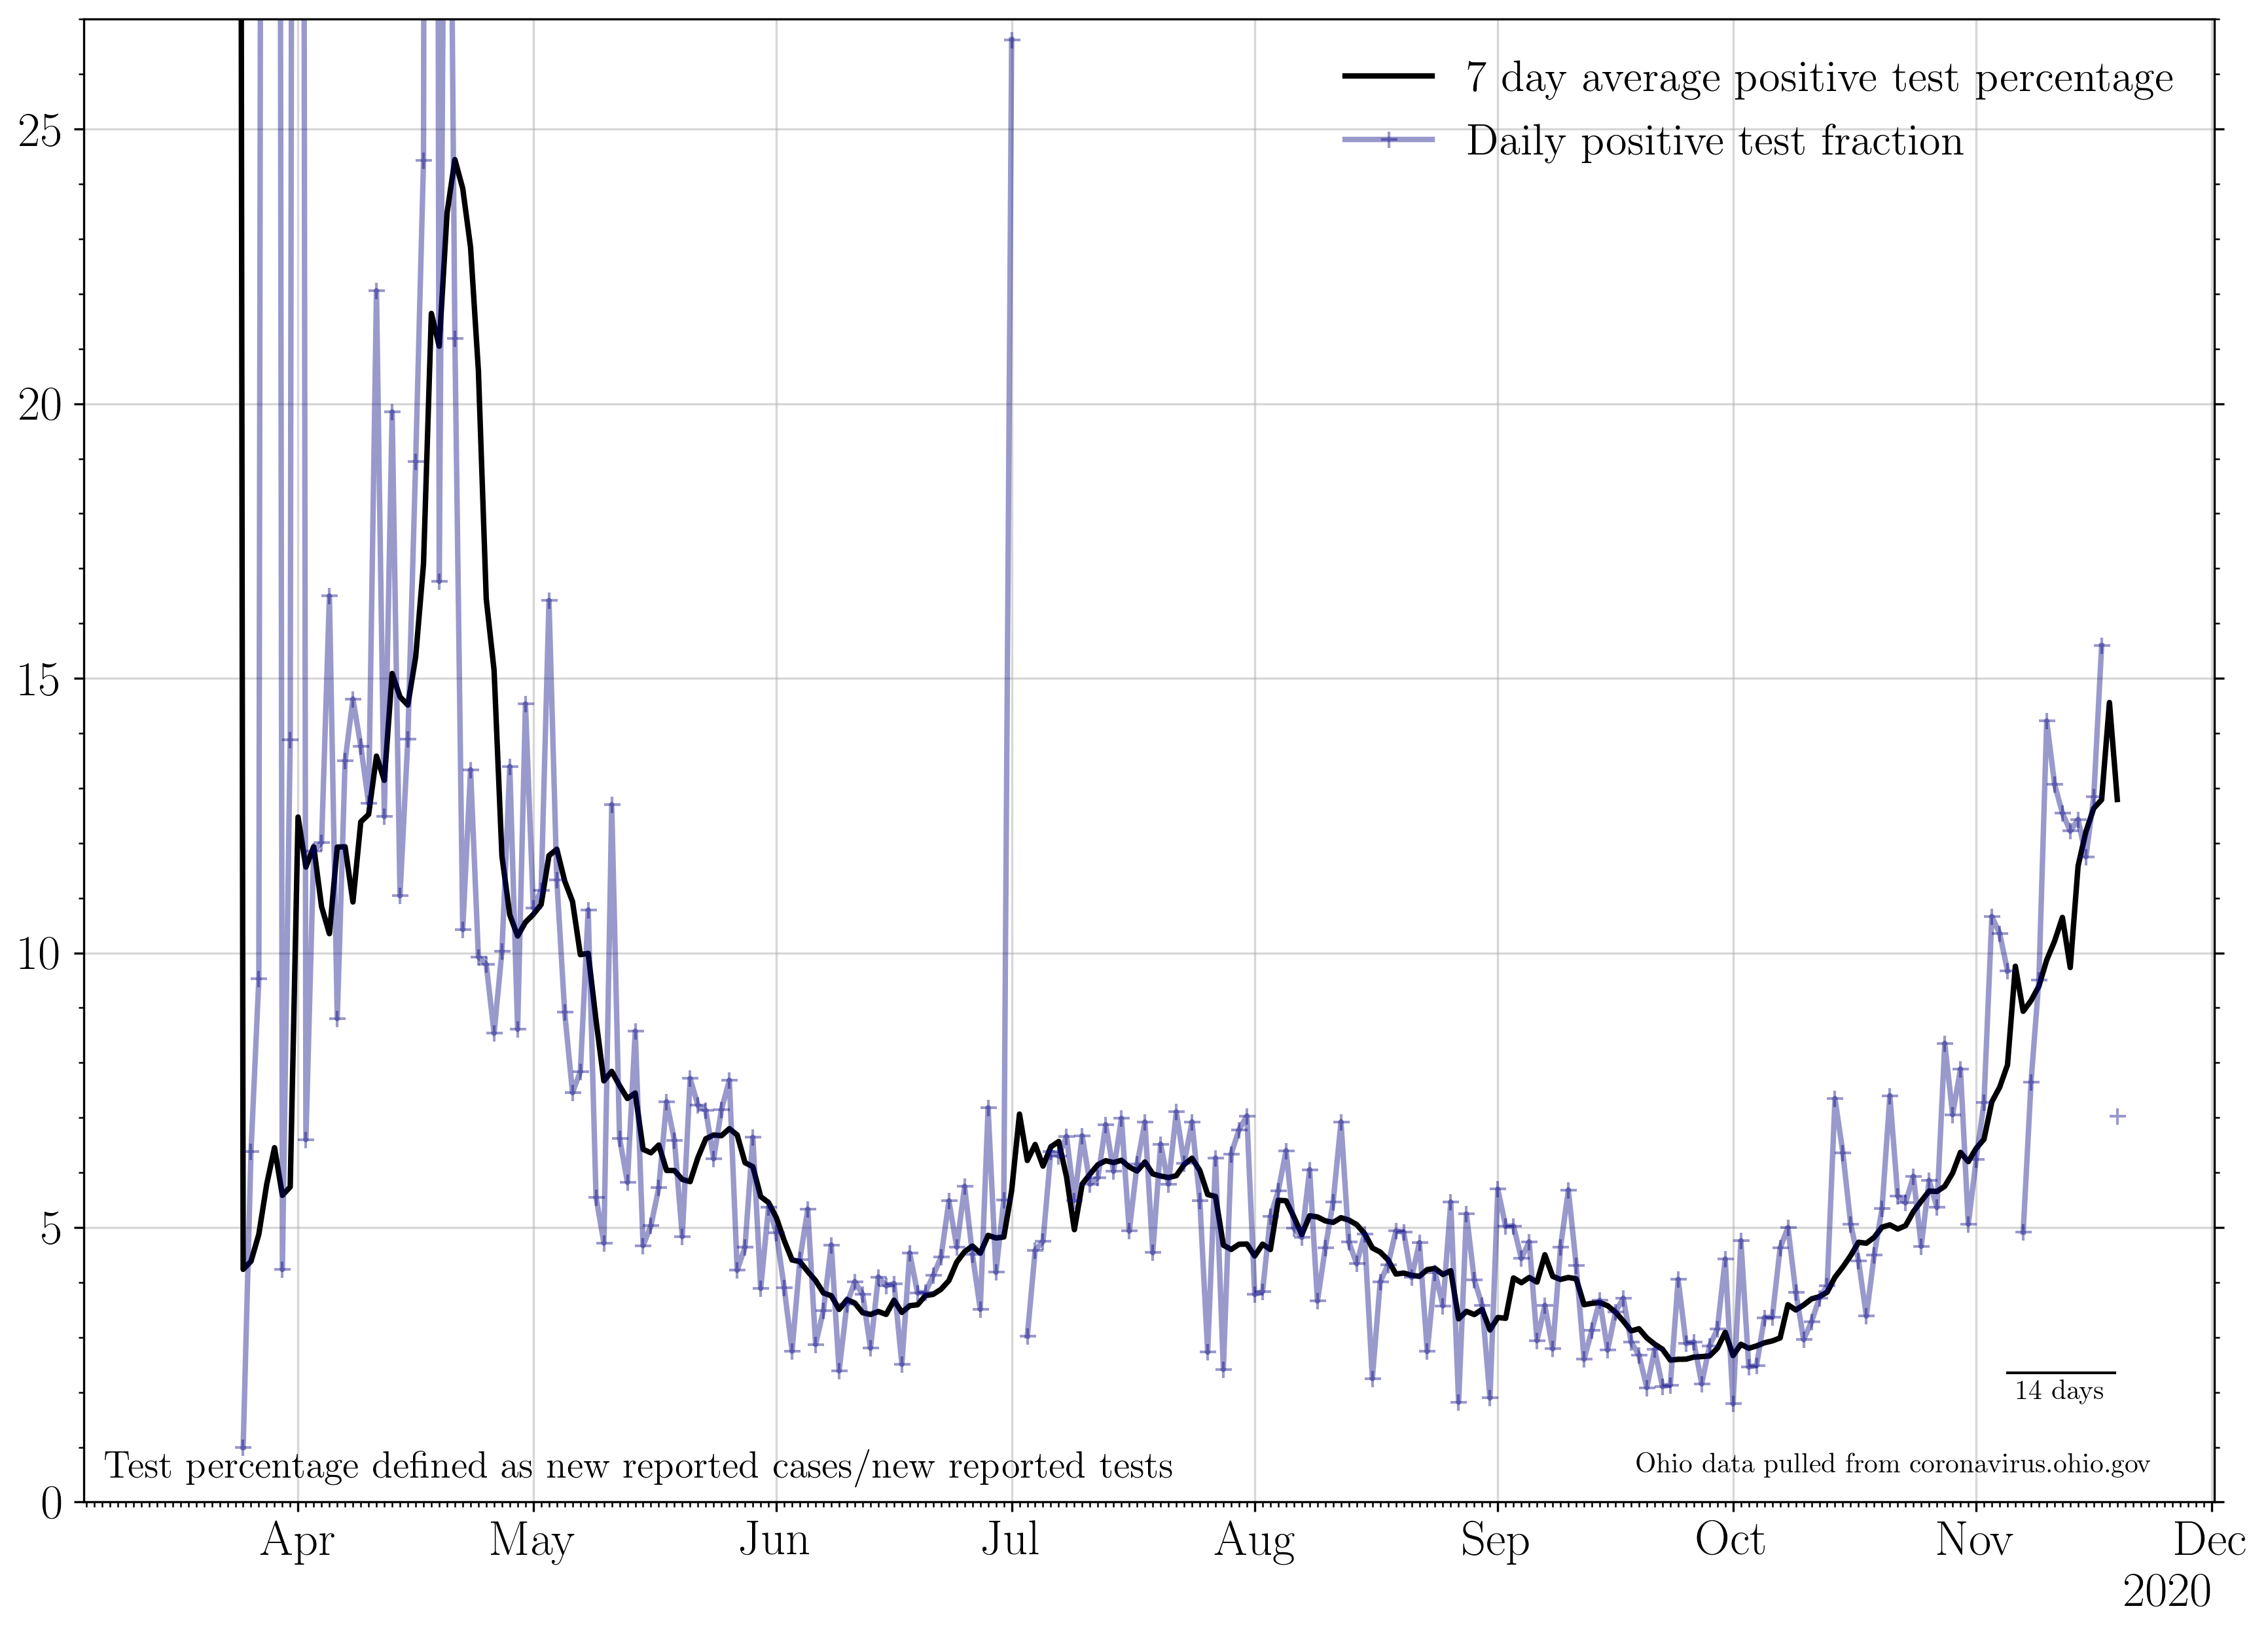 7 day average positive test percentage
Daily positive test fraction
25
20
15
10
5
0
14 days
Test percentage defined as new reported cases/new reported tests
Ohio data pulled from coronavirus.ohio.gov
Apr May Jun Jul Aug Sep Oct Nov Dec
2020